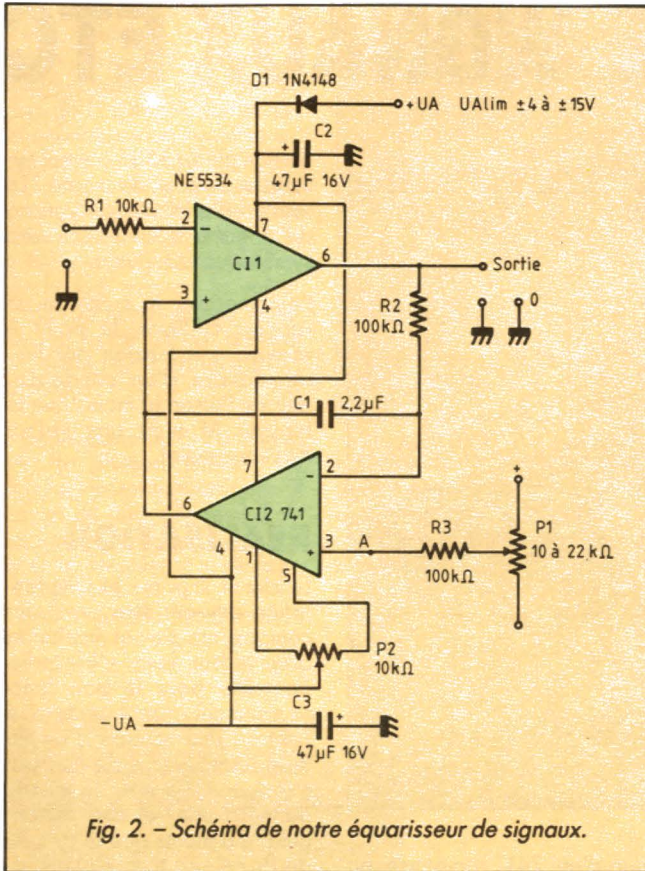 D1 1N4148
+UA UAlim ±4 à ±15V
+ C2
47µF 16V
NE5534
R1 10kΩ
2 −
7
CI1
6
Sortie
3 +
4
R2
100kΩ
0
C1 2,2µF
7
2
−
6
CI2 741
4
1
5
+
3
A
R3
100kΩ
+
P1
10 à 22kΩ
P2
10kΩ
C3
−UA
+
47µF 16V
Fig. 2. – Schéma de notre équarisseur de signaux.